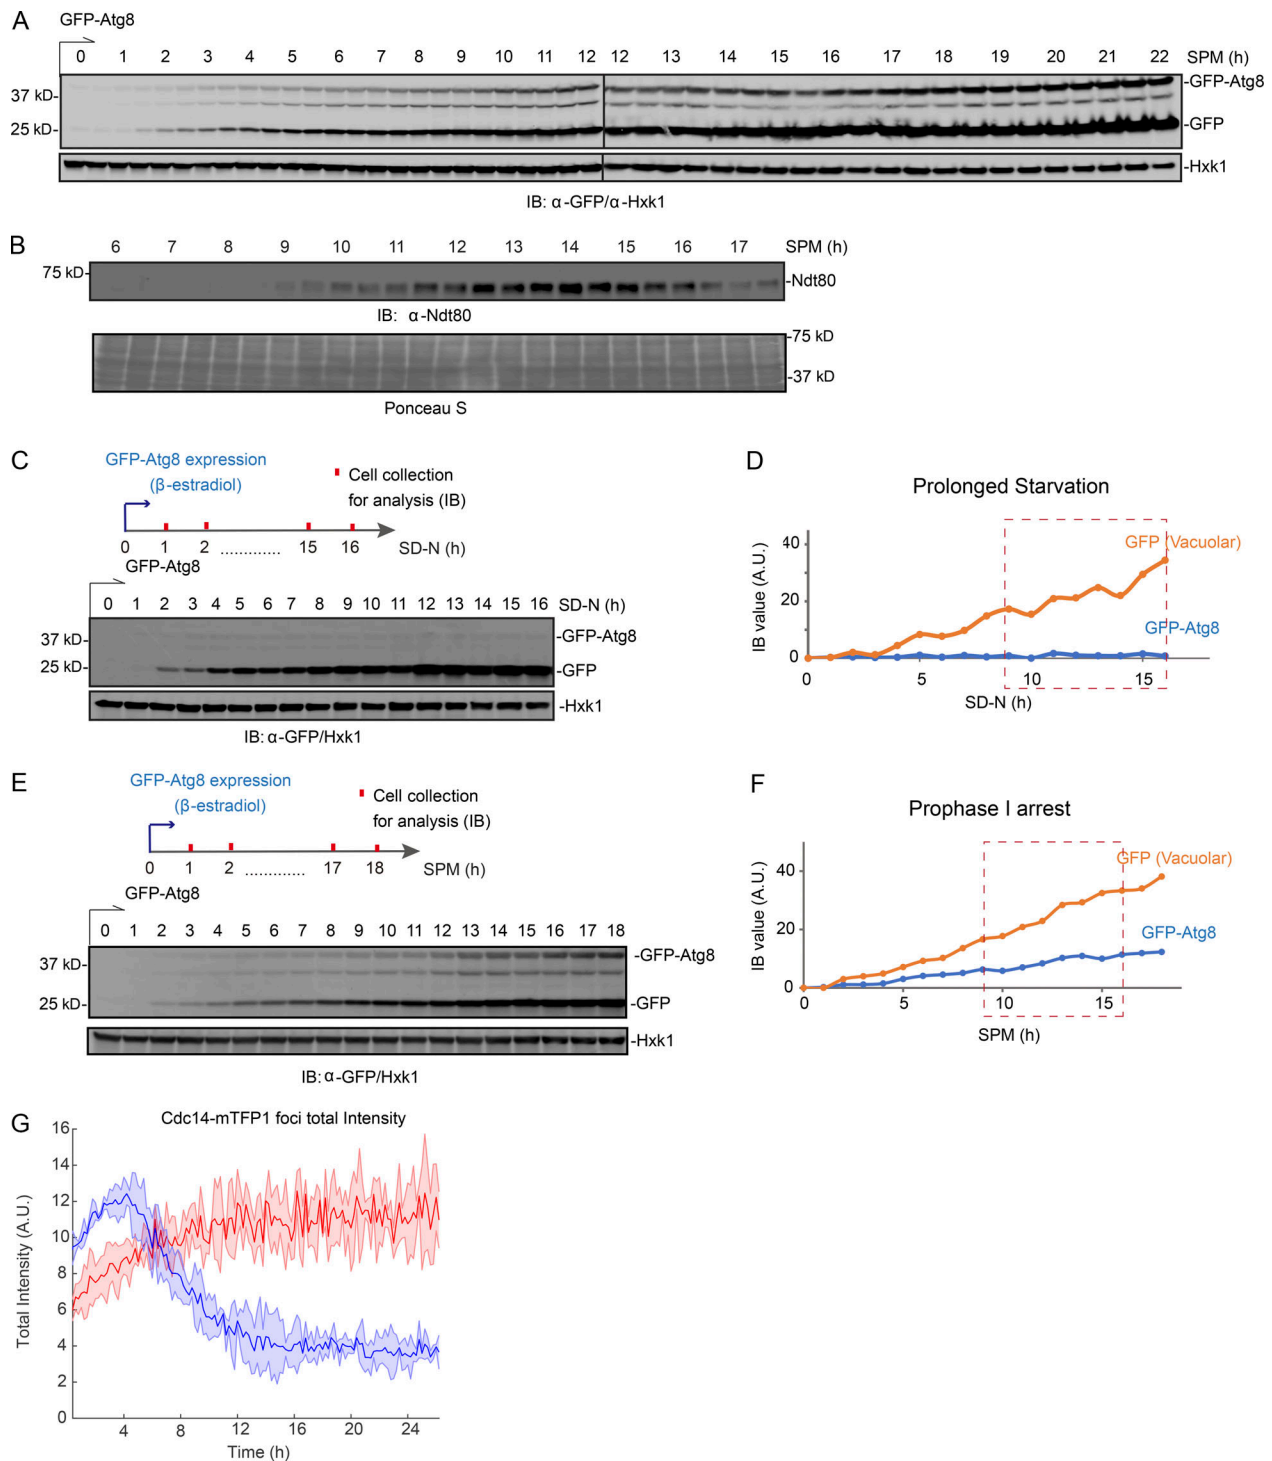 A
GFP-Atg8
0 1 2 3 4 5 6 7 8 9 10 11 12 12 13 14 15 16 17 18 19 20 21 22 SPM (h)
37 kD-
-GFP-Atg8
25 kD-
-GFP
-Hxk1
IB: α-GFP/α-Hxk1
B
6 7 8 9 10 11 12 13 14 15 16 17 SPM (h)
75 kD-
-Ndt80
IB: α-Ndt80
-75 kD
-37 kD
Ponceau S
C
GFP-Atg8 expression
(β-estradiol)
Cell collection
for analysis (IB)
0 1 2 ............. 15 16 SD-N (h)
GFP-Atg8
0 1 2 3 4 5 6 7 8 9 10 11 12 13 14 15 16 SD-N (h)
37 kD-
-GFP-Atg8
25 kD-
-GFP
-Hxk1
IB: α-GFP/Hxk1
D
Prolonged Starvation
IB value (A.U.)
40
20
0
GFP (Vacuolar)
GFP-Atg8
0 5 10 15
SD-N (h)
E
GFP-Atg8 expression
(β-estradiol)
Cell collection
for analysis (IB)
0 1 2 ............. 17 18 SPM (h)
GFP-Atg8
0 1 2 3 4 5 6 7 8 9 10 11 12 13 14 15 16 17 18
-GFP-Atg8
37 kD-
25 kD-
-GFP
-Hxk1
IB: α-GFP/Hxk1
F
Prophase I arrest
IB value (A.U.)
40
20
0
GFP (Vacuolar)
GFP-Atg8
0 5 10 15
SPM (h)
G
Cdc14-mTFP1 foci total Intensity
Total Intensity (A.U.)
16
14
12
10
8
6
4
2
0
4 8 12 16 20 24
Time (h)